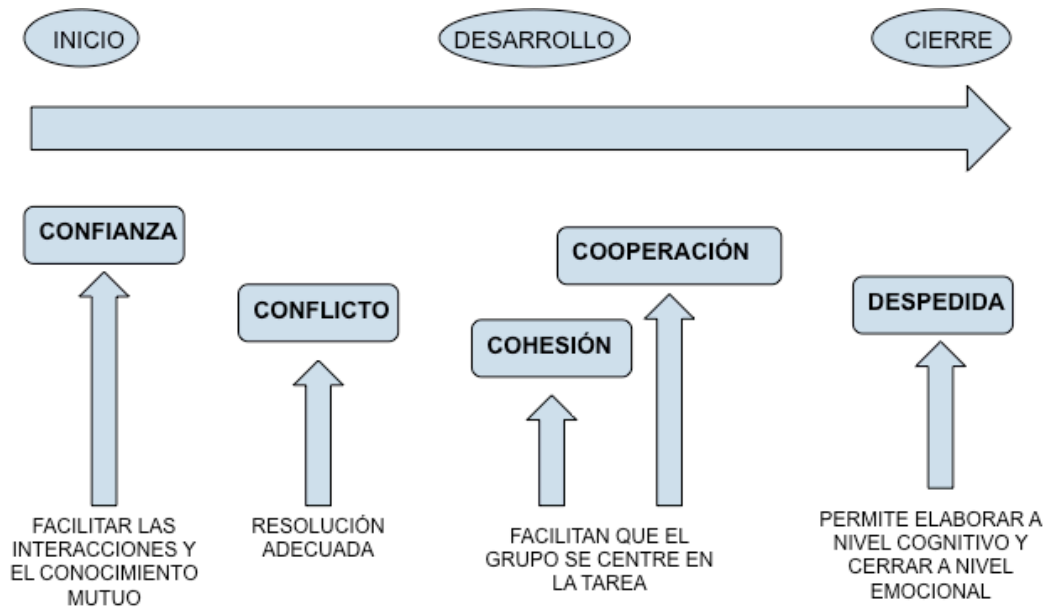 INICIO
DESARROLLO
CIERRE
CONFIANZA
CONFLICTO
COHESIÓN
COOPERACIÓN
DESPEDIDA
FACILITAR LAS
INTERACCIONES Y
EL CONOCIMIENTO
MUTUO
RESOLUCIÓN
ADECUADA
FACILITAN QUE EL
GRUPO SE CENTRE EN
LA TAREA
PERMITE ELABORAR A
NIVEL COGNITIVO Y
CERRAR A NIVEL
EMOCIONAL